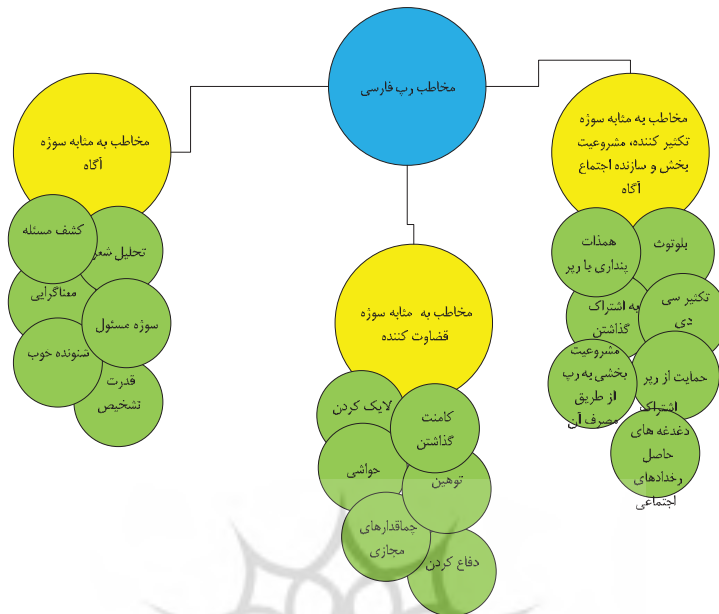 مخاطب رپ فارسی
مخاطب به مثابه سوژه
تکثیر کننده، مشروعیت
بخش و سازنده اجتماع
آگاه
همذات
پنداری با رپر
بلوتوث
به اشتراک
گذاشتن
تکثیر سی
دی
مشروعیت
بخشی به رپ
از طریق
مصرف آن
حمایت از رپر
اشتراک
دغدغه های
حاصل
رخدادهای
اجتماعی
مخاطب به مثابه سوژه
قضاوت کننده
لایک کردن
کامنت
گذاشتن
حواشی
توهین
چماقدارهای
مجازی
دفاع کردن
مخاطب به مثابه سوژه
آگاه
کشف مسئله
تحلیل شعر
معناگرایی
سوژه مسئول
شنونده خوب
قدرت
تشخیص